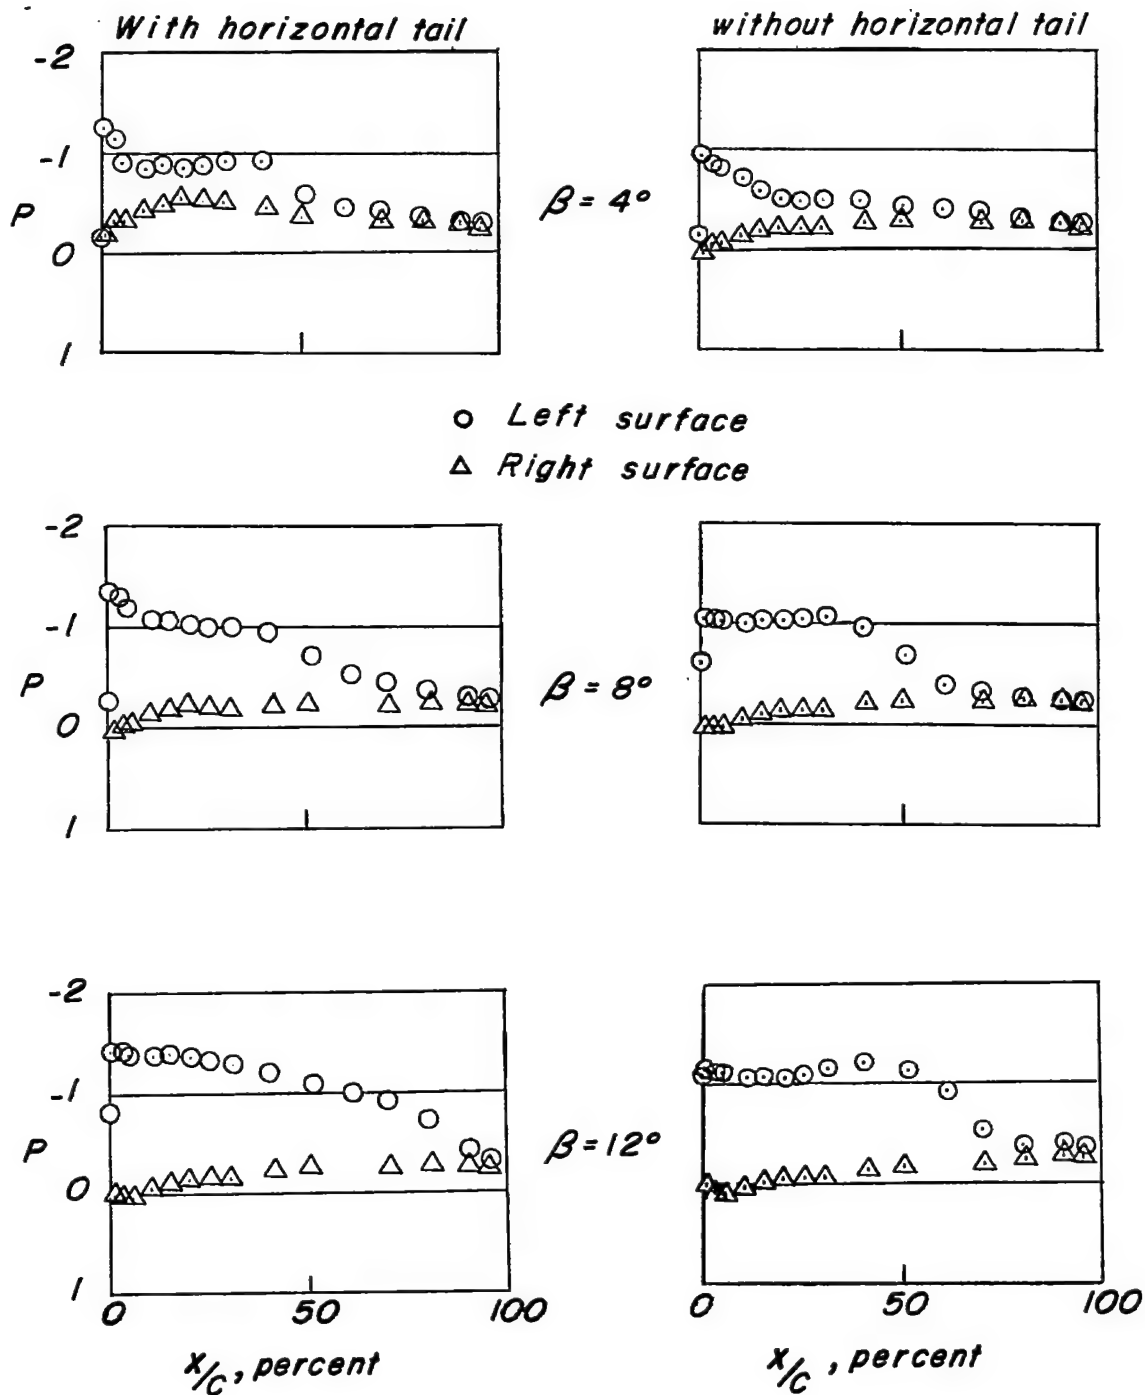 With horizontal tail
without horizontal tail
-2
-1
P
0
1
β = 4°
○ Left surface
△ Right surface
-2
-1
P
0
1
β = 8°
-2
-1
P
0
1
β = 12°
0 50 100
0 50 100
x/c, percent
x/c, percent